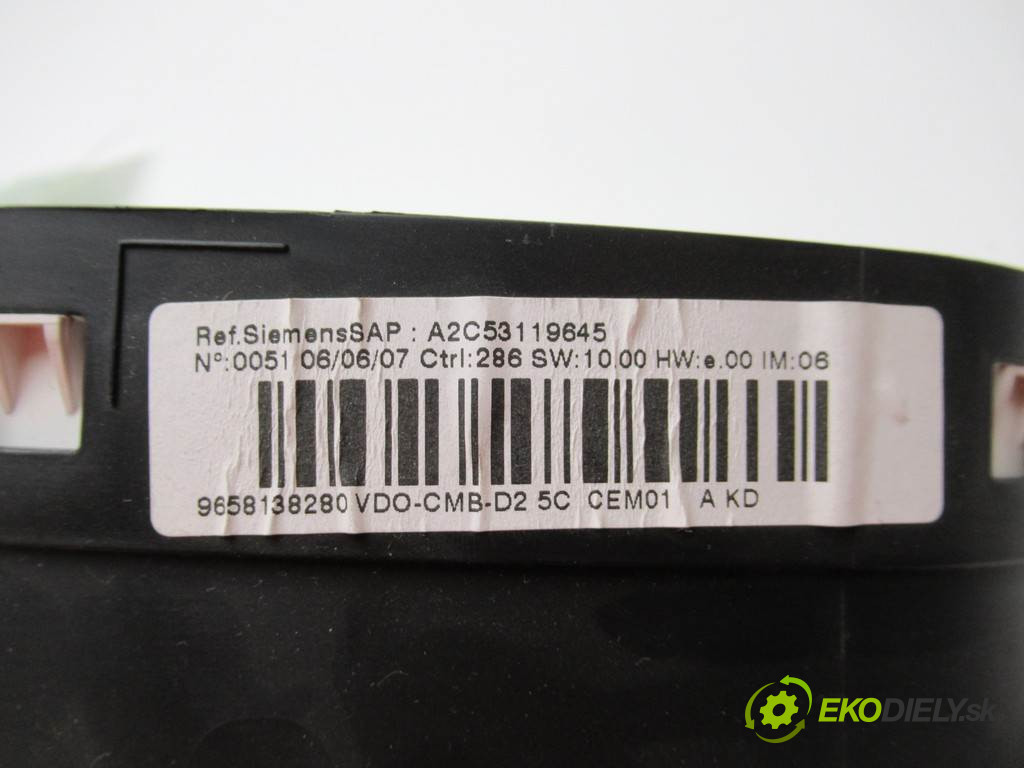 Ref.SiemensSAP : A2C53119645
Nº:0051 06/06/07 Ctrl:286 SW:10.00 HW:e.00 IM:06
9658138280 VDO-CMB-D2 5C CEM01 A KD
EKODIELY.sk